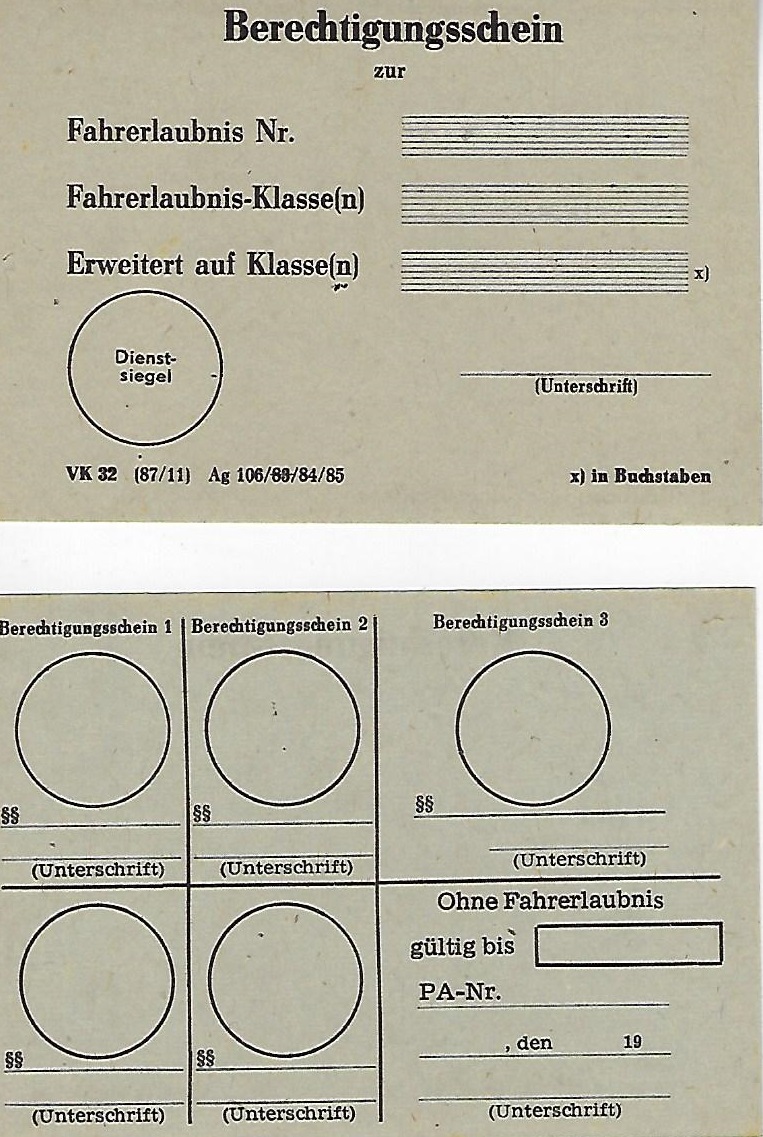 Berechtigungsschein
zur
Fahrerlaubnis Nr.
Fahrerlaubnis-Klasse(n)
Erweitert auf Klasse(n) x)
Dienst-
siegel
(Unterschrift)
VK 32 (87/11) Ag 106/83/84/85 x) in Buchstaben
Berechtigungsschein 1
§§
(Unterschrift)
Berechtigungsschein 2
§§
(Unterschrift)
Berechtigungsschein 3
§§
(Unterschrift)
§§
(Unterschrift)
§§
(Unterschrift)
Ohne Fahrerlaubnis
gültig bis
PA-Nr.
, den 19
(Unterschrift)